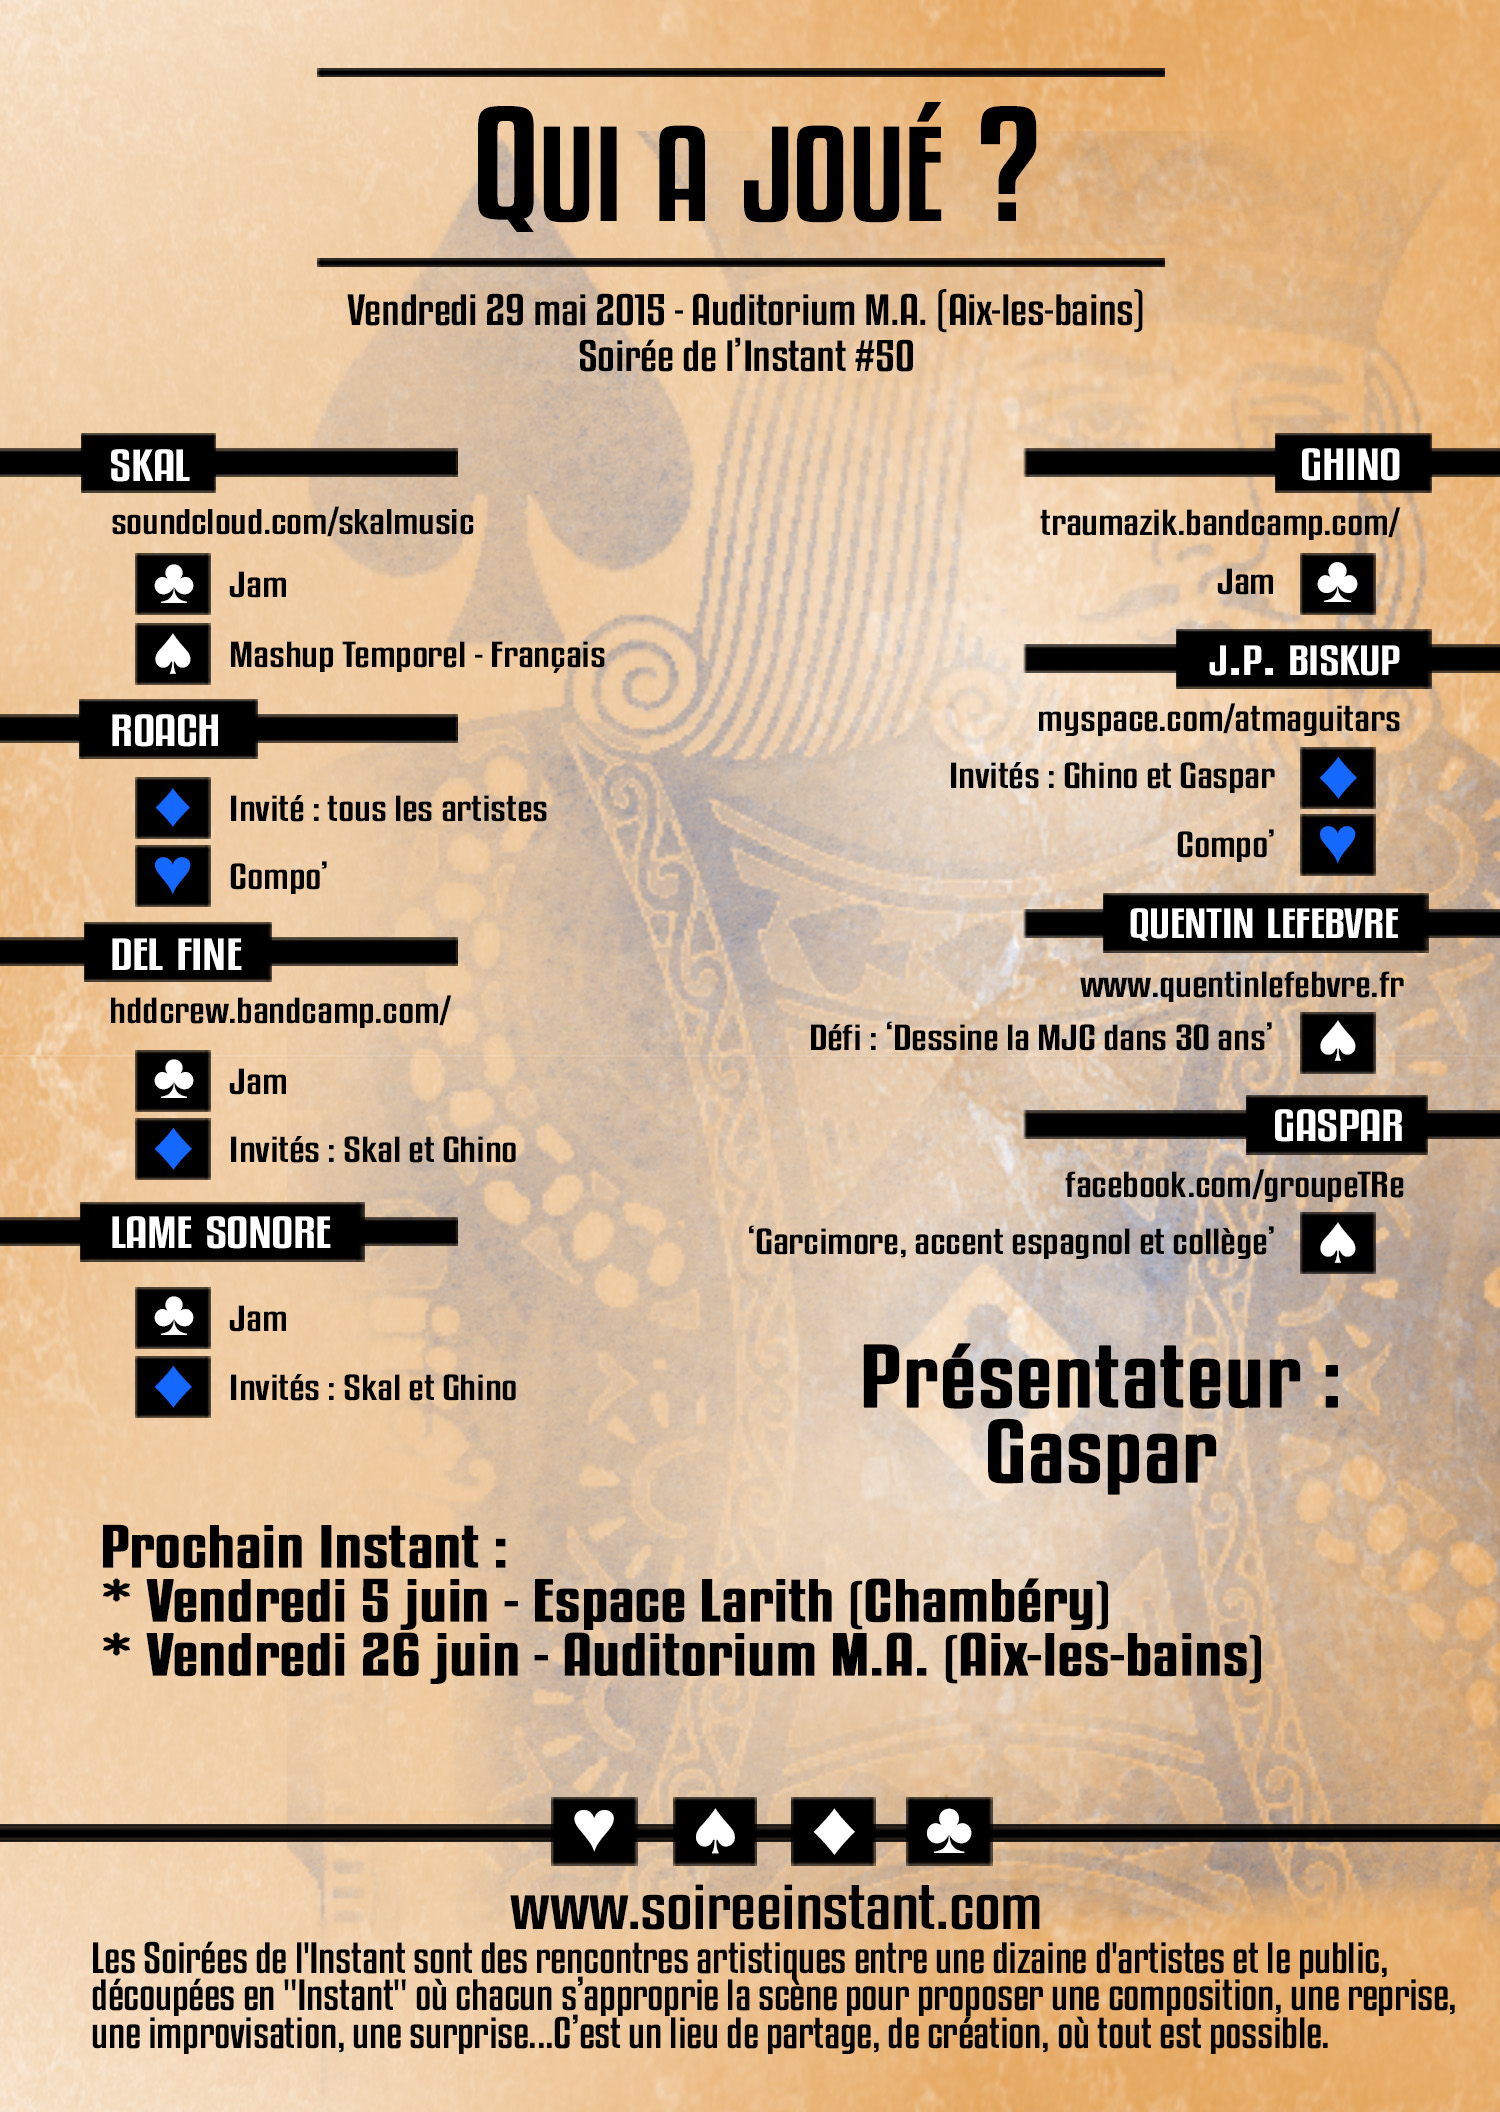 Qui a joué ?
Vendredi 29 mai 2015 - Auditorium M.A. (Aix-les-bains)
Soirée de l'Instant #50
SKAL
soundcloud.com/skalmusic
Jam
Mashup Temporel - Français
ROACH
Invité : tous les artistes
Compo'
DEL FINE
hddcrew.bandcamp.com/
Jam
Invités : Skal et Ghino
LAME SONORE
Jam
Invités : Skal et Ghino
GHINO
traumazik.bandcamp.com/
Jam
J.P. BISKUP
myspace.com/atmaguitars
Invités : Ghino et Gaspar
Compo'
QUENTIN LEFEBVRE
www.quentinlefebvre.fr
Défi : ‘Dessine la MJC dans 30 ans’
GASPAR
facebook.com/groupeTRe
‘Garcimore, accent espagnol et collège’
Présentateur :
Gaspar
Prochain Instant :
* Vendredi 5 juin - Espace Larith (Chambéry)
* Vendredi 26 juin - Auditorium M.A. (Aix-les-bains)
www.soireeinstant.com
Les Soirées de l'Instant sont des rencontres artistiques entre une dizaine d'artistes et le public,
découpées en "Instant" où chacun s’approprie la scène pour proposer une composition, une reprise,
une improvisation, une surprise...C’est un lieu de partage, de création, où tout est possible.